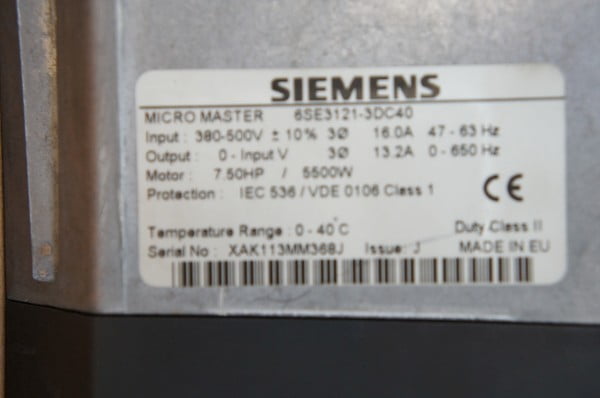 SIEMENS
MICRO MASTER 6SE3121-3DC40
Input : 380-500V ± 10% 3Ø 16.0A 47 - 63 Hz
Output : 0 - Input V 3Ø 13.2A 0 - 650 Hz
Motor : 7.50HP / 5500W
Protection : IEC 536 / VDE 0106 Class 1
CE
Temperature Range : 0 - 40°C Duty Class II
Serial No : XAK113MM368J Issue: J MADE IN EU